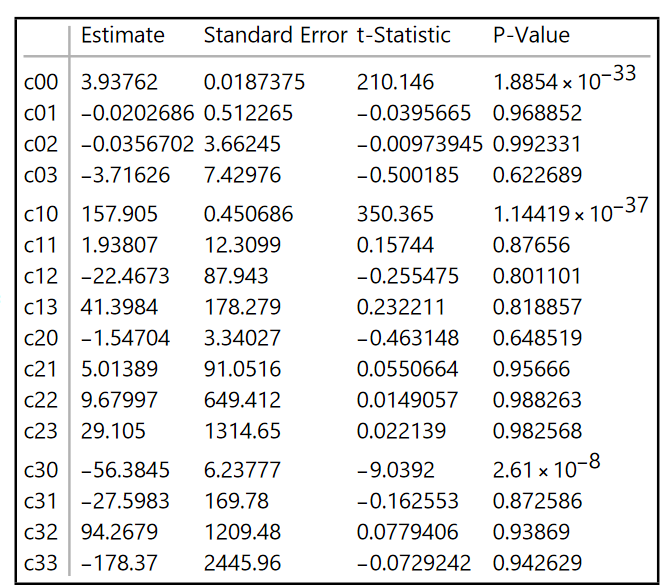 Estimate Standard Error t-Statistic P-Value
c00 3.93762 0.0187375 210.146 1.8854 × 10⁻³³
c01 −0.0202686 0.512265 −0.0395665 0.968852
c02 −0.0356702 3.66245 −0.00973945 0.992331
c03 −3.71626 7.42976 −0.500185 0.622689
c10 157.905 0.450686 350.365 1.14419 × 10⁻³⁷
c11 1.93807 12.3099 0.15744 0.87656
c12 −22.4673 87.943 −0.255475 0.801101
c13 41.3984 178.279 0.232211 0.818857
c20 −1.54704 3.34027 −0.463148 0.648519
c21 5.01389 91.0516 0.0550664 0.95666
c22 9.67997 649.412 0.0149057 0.988263
c23 29.105 1314.65 0.022139 0.982568
c30 −56.3845 6.23777 −9.0392 2.61 × 10⁻⁸
c31 −27.5983 169.78 −0.162553 0.872586
c32 94.2679 1209.48 0.0779406 0.93869
c33 −178.37 2445.96 −0.0729242 0.942629